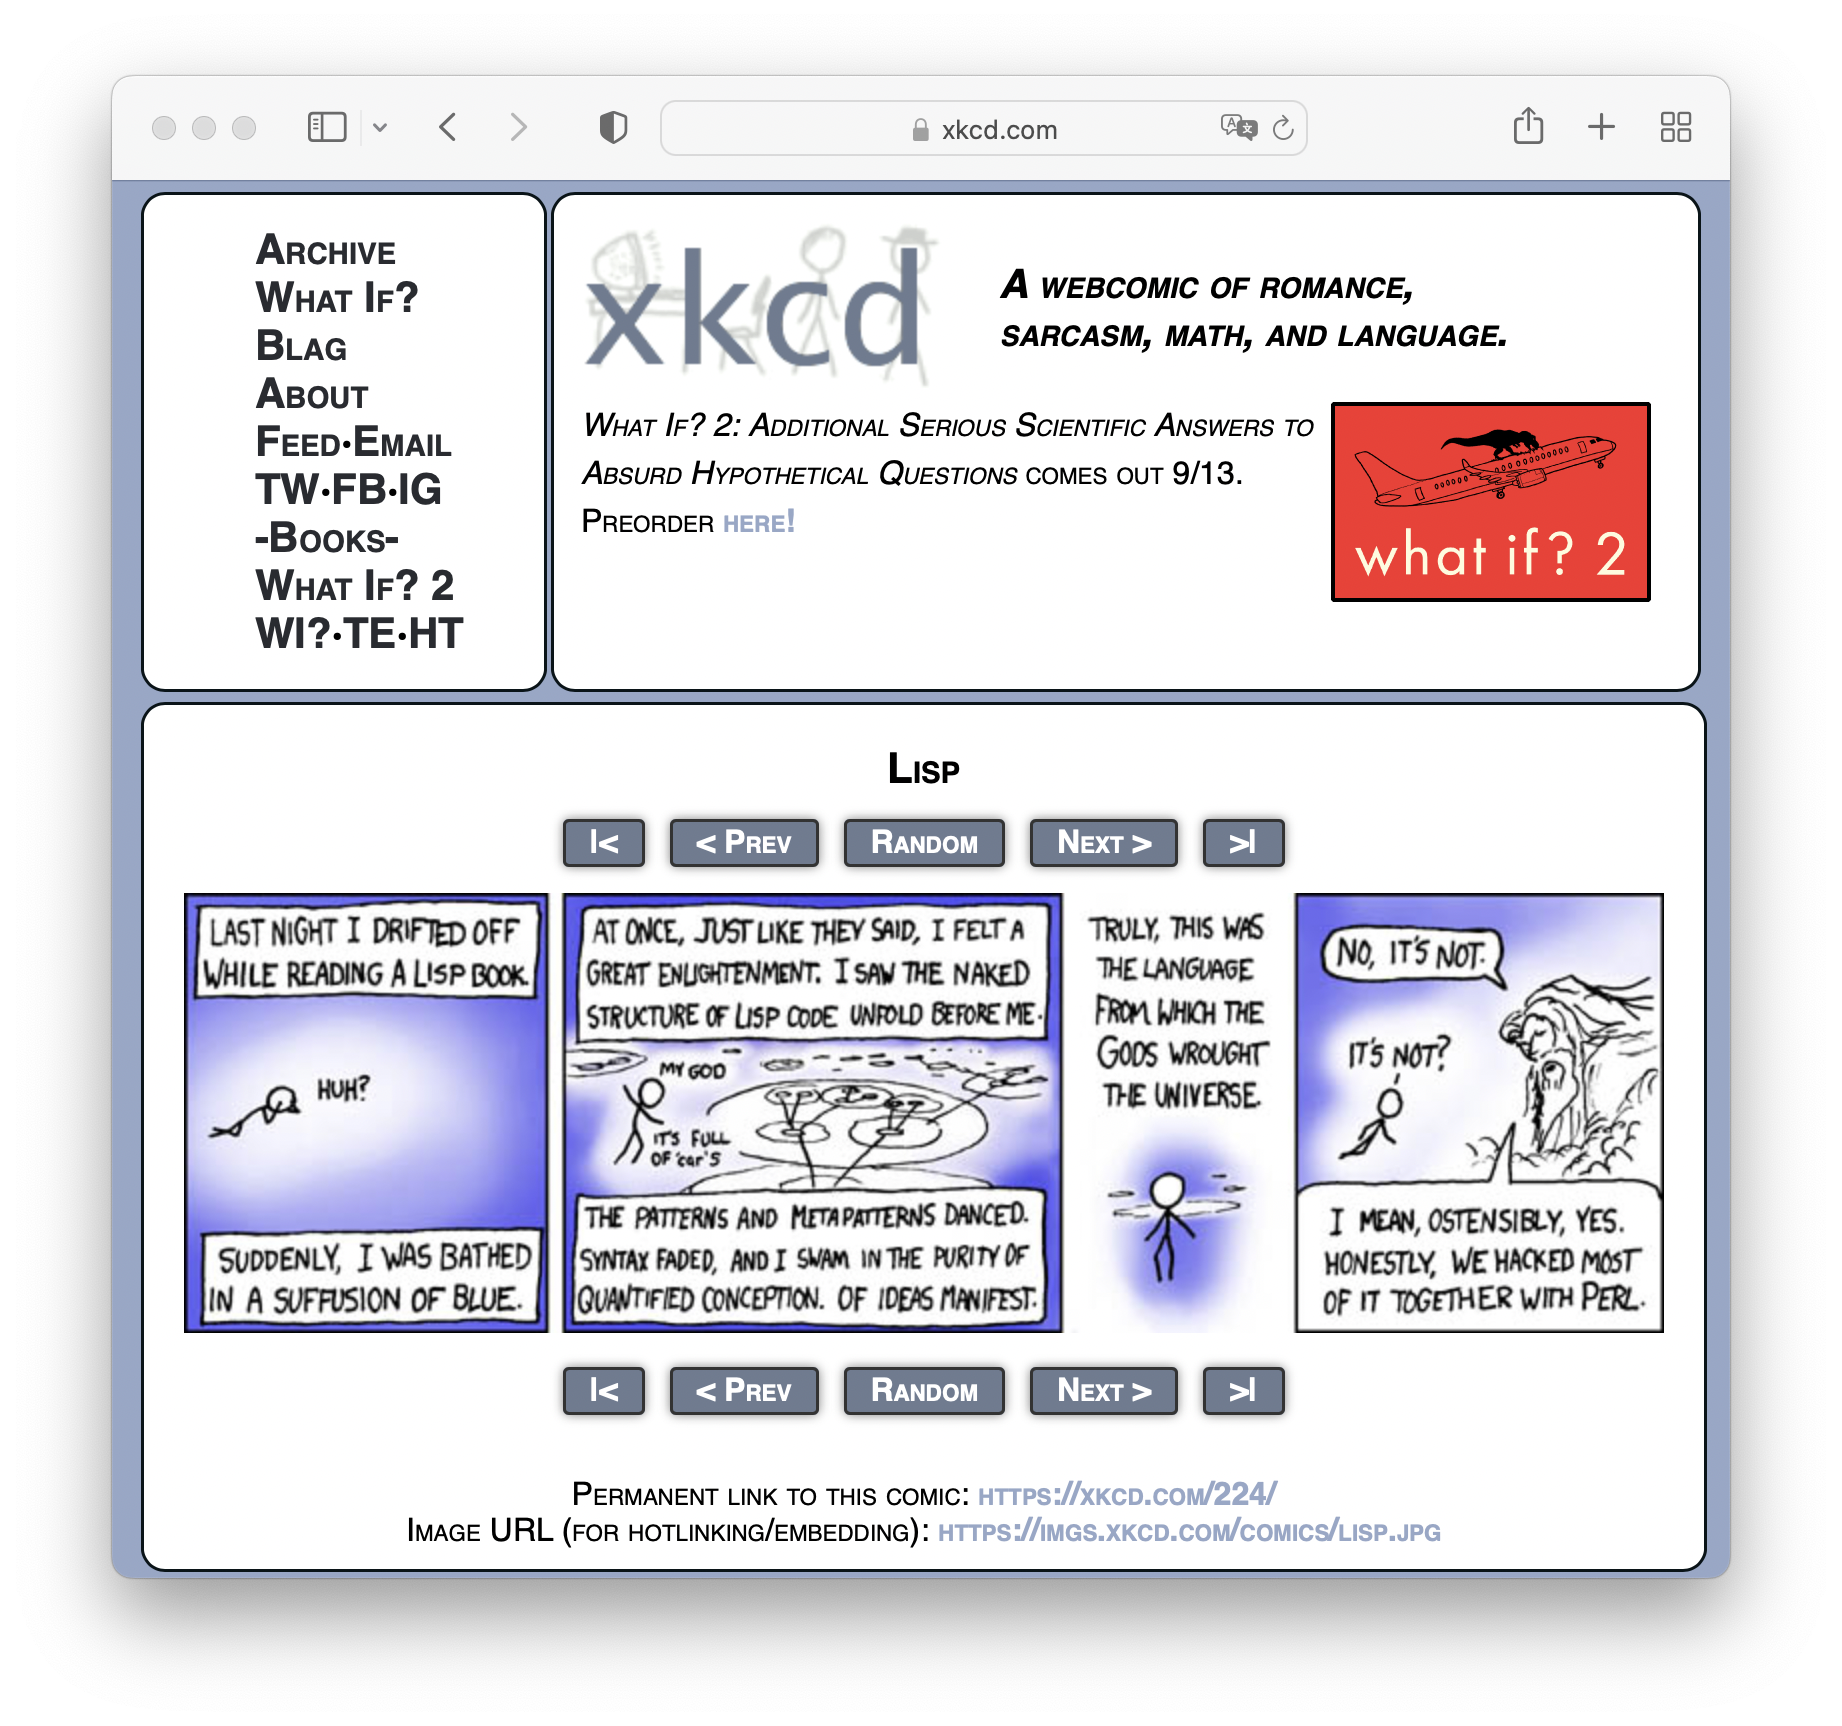 xkcd.com
Archive
What If?
Blag
About
Feed•Email
TW•FB•IG
-Books-
What If? 2
WI?•TE•HT
xkcd
A webcomic of romance,
sarcasm, math, and language.
What If? 2: Additional Serious Scientific Answers to
Absurd Hypothetical Questions comes out 9/13.
Preorder here!
what if? 2
Lisp
|<
< Prev
Random
Next >
>|
LAST NIGHT I DRIFTED OFF
WHILE READING A LISP BOOK.
HUH?
SUDDENLY, I WAS BATHED
IN A SUFFUSION OF BLUE.
AT ONCE, JUST LIKE THEY SAID, I FELT A
GREAT ENLIGHTENMENT. I SAW THE NAKED
STRUCTURE OF LISP CODE UNFOLD BEFORE ME.
MY GOD
IT'S FULL
OF 'car'S
THE PATTERNS AND METAPATTERNS DANCED.
SYNTAX FADED, AND I SWAM IN THE PURITY OF
QUANTIFIED CONCEPTION. OF IDEAS MANIFEST.
TRULY, THIS WAS
THE LANGUAGE
FROM WHICH THE
GODS WROUGHT
THE UNIVERSE.
NO, IT'S NOT.
IT'S NOT?
I MEAN, OSTENSIBLY, YES.
HONESTLY, WE HACKED MOST
OF IT TOGETHER WITH PERL.
|<
< Prev
Random
Next >
>|
Permanent link to this comic: https://xkcd.com/224/
Image URL (for hotlinking/embedding): https://imgs.xkcd.com/comics/lisp.jpg